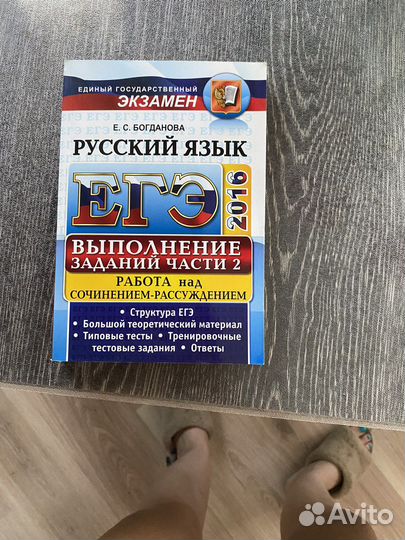 ЕДИНЫЙ ГОСУДАРСТВЕННЫЙ
ЭКЗАМЕН
Е. С. БОГДАНОВА
РУССКИЙ ЯЗЫК
ЕГЭ
2016
ВЫПОЛНЕНИЕ
ЗАДАНИЙ ЧАСТИ 2
РАБОТА над
СОЧИНЕНИЕМ-РАССУЖДЕНИЕМ
• Структура ЕГЭ
• Большой теоретический материал
• Типовые тесты • Тренировочные
тестовые задания • Ответы
Avito